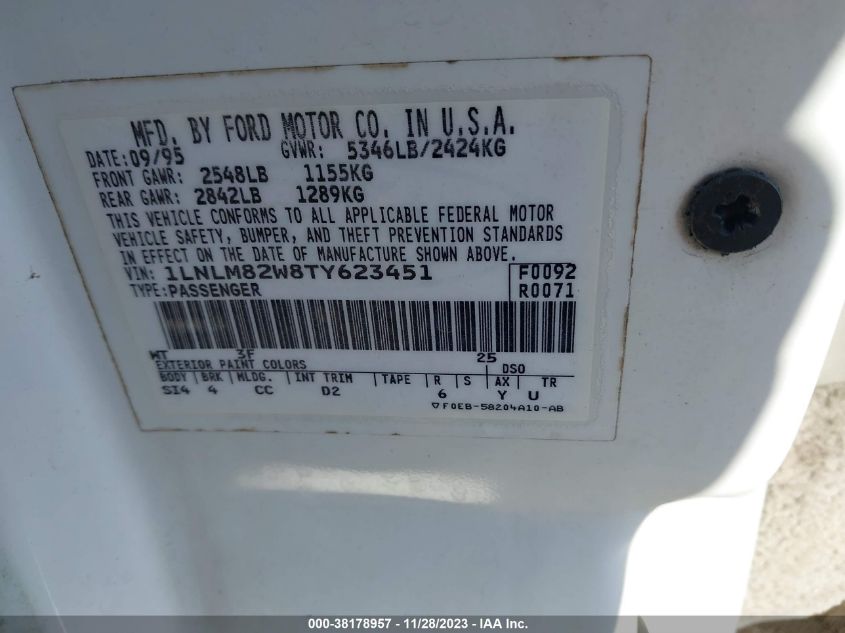 MFD. BY FORD MOTOR CO. IN U.S.A.
DATE: 09/95 GVWR: 5346LB/2424KG
FRONT GAWR: 2548LB 1155KG
REAR GAWR: 2842LB 1289KG
THIS VEHICLE CONFORMS TO ALL APPLICABLE FEDERAL MOTOR
VEHICLE SAFETY, BUMPER, AND THEFT PREVENTION STANDARDS
IN EFFECT ON THE DATE OF MANUFACTURE SHOWN ABOVE.
VIN: 1LNLM82W8TY623451 F0092
TYPE: PASSENGER R0071
WT 3F 25
EXTERIOR PAINT COLORS DSO
BODY BRK MLDG. INT TRIM TAPE R S AX TR
SI4 4 CC D2 6 Y U
▽F0EB-58204A10-AB
000-38178957 - 11/28/2023 - IAA Inc.